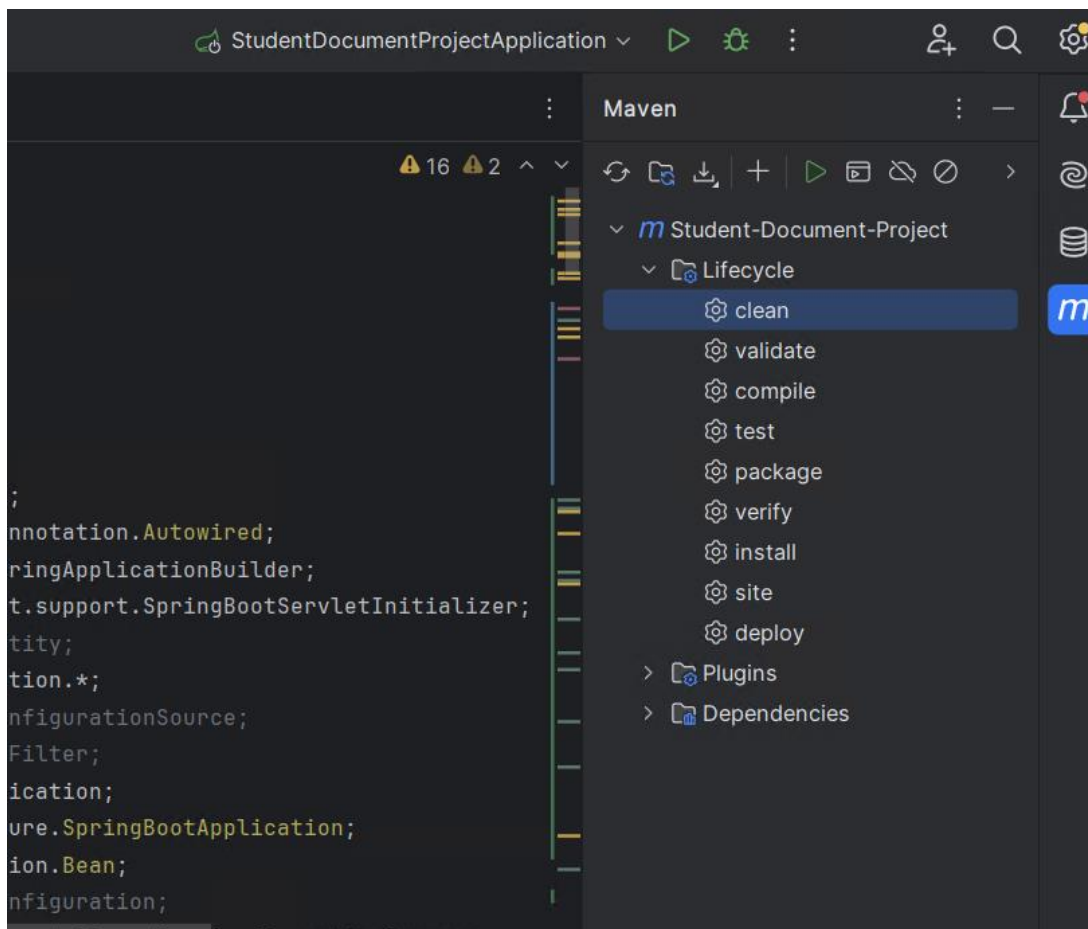 StudentDocumentProjectApplication
Maven
16 2
m Student-Document-Project
Lifecycle
clean
m
validate
compile
test
package
verify
install
site
deploy
Plugins
Dependencies
;
nnotation.Autowired;
ringApplicationBuilder;
t.support.SpringBootServletInitializer;
tity;
tion.*;
nfigurationSource;
Filter;
ication;
ure.SpringBootApplication;
ion.Bean;
nfiguration;